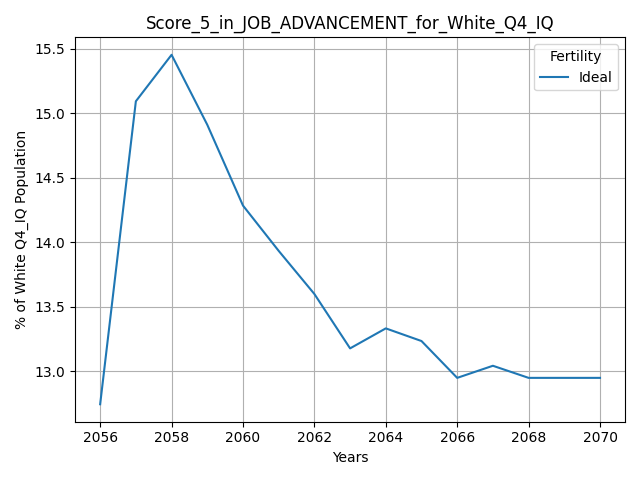 Score_5_in_JOB_ADVANCEMENT_for_White_Q4_IQ
Fertility
Ideal
% of White Q4_IQ Population
15.5
15.0
14.5
14.0
13.5
13.0
2056 2058 2060 2062 2064 2066 2068 2070
Years